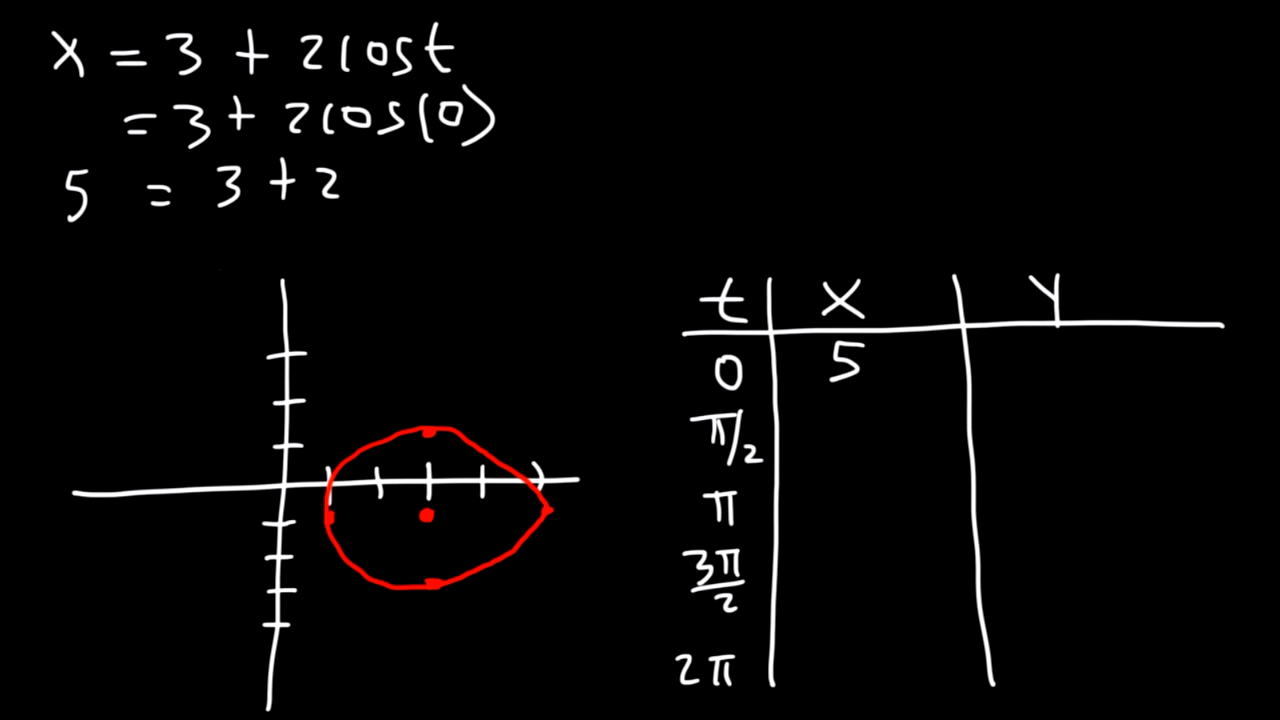 x = 3 + 2cost
= 3 + 2cos(0)
5 = 3 + 2
t x y
0 5
π/2
π
3π/2
2π